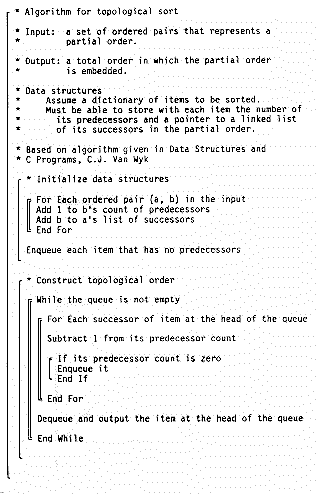 * Algorithm for topological sort
* Input: a set of ordered pairs that represents a
* partial order.
* Output: a total order in which the partial order
* is embedded.
* Data structures
* Assume a dictionary of items to be sorted.
* Must be able to store with each item the number of
* its predecessors and a pointer to a linked list
* of its successors in the partial order.
* Based on algorithm given in Data Structures and
* C Programs, C.J. Van Wyk
* Initialize data structures
For Each ordered pair (a, b) in the input
Add 1 to b's count of predecessors
Add b to a's list of successors
End For
Enqueue each item that has no predecessors
* Construct topological order
While the queue is not empty
For Each successor of item at the head of the queue
Subtract 1 from its predecessor count
If its predecessor count is zero
Enqueue it
End If
End For
Dequeue and output the item at the head of the queue
End While